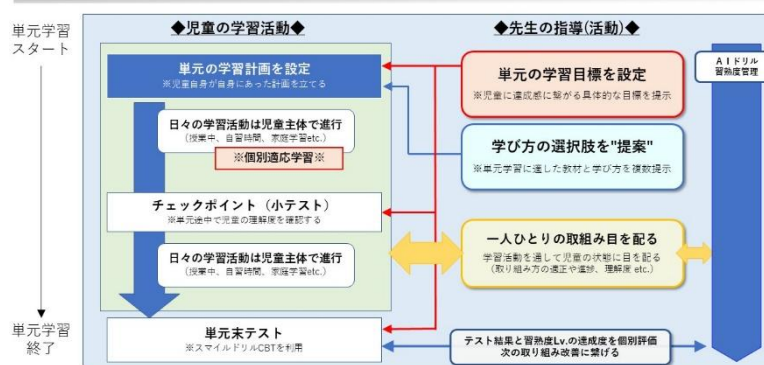 単元学習
スタート
◆児童の学習活動◆
◆先生の指導(活動)◆
単元の学習計画を設定
※児童自身が自身にあった計画を立てる
単元の学習目標を設定
※児童に達成感に繋がる具体的な目標を提示
AIドリル
習熟度管理
日々の学習活動は児童主体で進行
(授業中、自習時間、家庭学習etc.)
※個別適応学習※
学び方の選択肢を"提案"
※単元学習に適した教材と学び方を複数提示
チェックポイント(小テスト)
※単元途中で児童の理解度を確認する
日々の学習活動は児童主体で進行
(授業中、自習時間、家庭学習etc.)
一人ひとりの取組み目を配る
学習活動を通して児童の状態に目を配る
(取り組み方の適正や進捗、理解度 etc.)
単元学習
終了
単元末テスト
※スマイルドリルCBTを利用
テスト結果と習熟度Lv.の達成度を個別評価
次の取り組み改善に繋げる